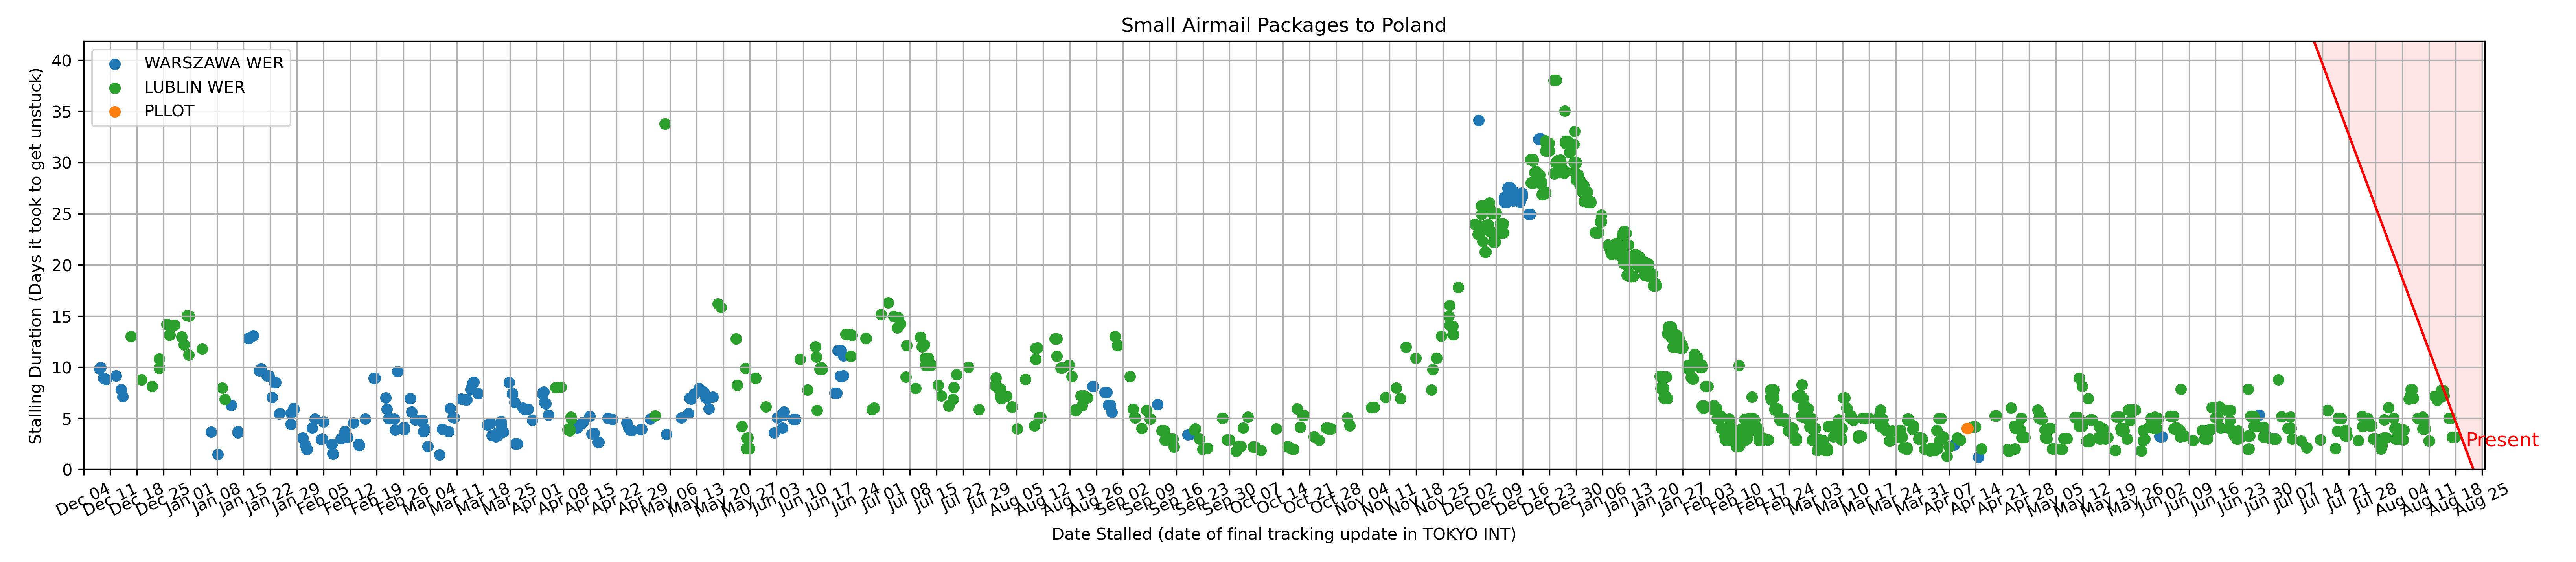 Small Airmail Packages to Poland
WARSZAWA WER
LUBLIN WER
PLLOT
Stalling Duration (Days it took to get unstuck)
40
35
30
25
20
15
10
5
0
Present
Dec 04
Dec 11
Dec 18
Dec 25
Jan 01
Jan 08
Jan 15
Jan 22
Jan 29
Feb 05
Feb 12
Feb 19
Feb 26
Mar 04
Mar 11
Mar 18
Mar 25
Apr 01
Apr 08
Apr 15
Apr 22
Apr 29
May 06
May 13
May 20
May 27
Jun 03
Jun 10
Jun 17
Jun 24
Jul 01
Jul 08
Jul 15
Jul 22
Jul 29
Aug 05
Aug 12
Aug 19
Aug 26
Sep 02
Sep 09
Sep 16
Sep 23
Sep 30
Oct 07
Oct 14
Oct 21
Oct 28
Nov 04
Nov 11
Nov 18
Nov 25
Dec 02
Dec 09
Dec 16
Dec 23
Dec 30
Jan 06
Jan 13
Jan 20
Jan 27
Feb 03
Feb 10
Feb 17
Feb 24
Mar 03
Mar 10
Mar 17
Mar 24
Mar 31
Apr 07
Apr 14
Apr 21
Apr 28
May 05
May 12
May 19
May 26
Jun 02
Jun 09
Jun 16
Jun 23
Jun 30
Jul 07
Jul 14
Jul 21
Jul 28
Aug 04
Aug 11
Aug 18
Aug 25
Date Stalled (date of final tracking update in TOKYO INT)